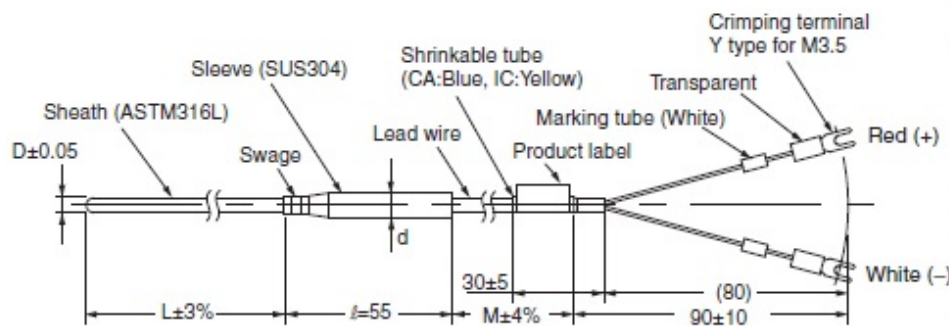 Crimping terminal
Y type for M3.5
Shrinkable tube
(CA:Blue, IC:Yellow)
Sleeve (SUS304)
Transparent
Sheath (ASTM316L)
Marking tube (White)
Lead wire
Red (+)
D±0.05
Swage
Product label
d
30±5
White (–)
(80)
L±3%
ℓ=55
M±4%
90±10